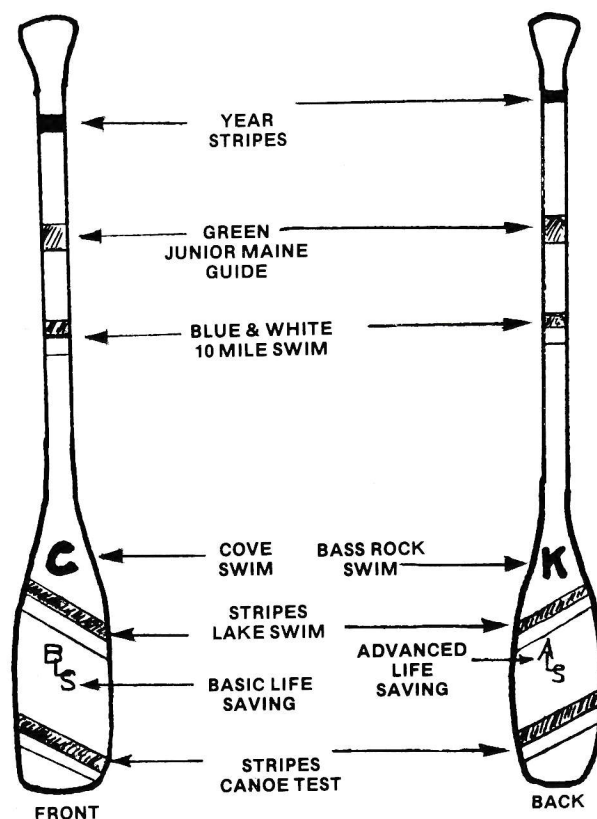 YEAR
STRIPES
GREEN
JUNIOR MAINE
GUIDE
BLUE & WHITE
10 MILE SWIM
C
COVE
SWIM
BASS ROCK
SWIM
K
STRIPES
LAKE SWIM
BLS
BASIC LIFE
SAVING
ADVANCED
LIFE
SAVING
ALS
STRIPES
CANOE TEST
FRONT
BACK